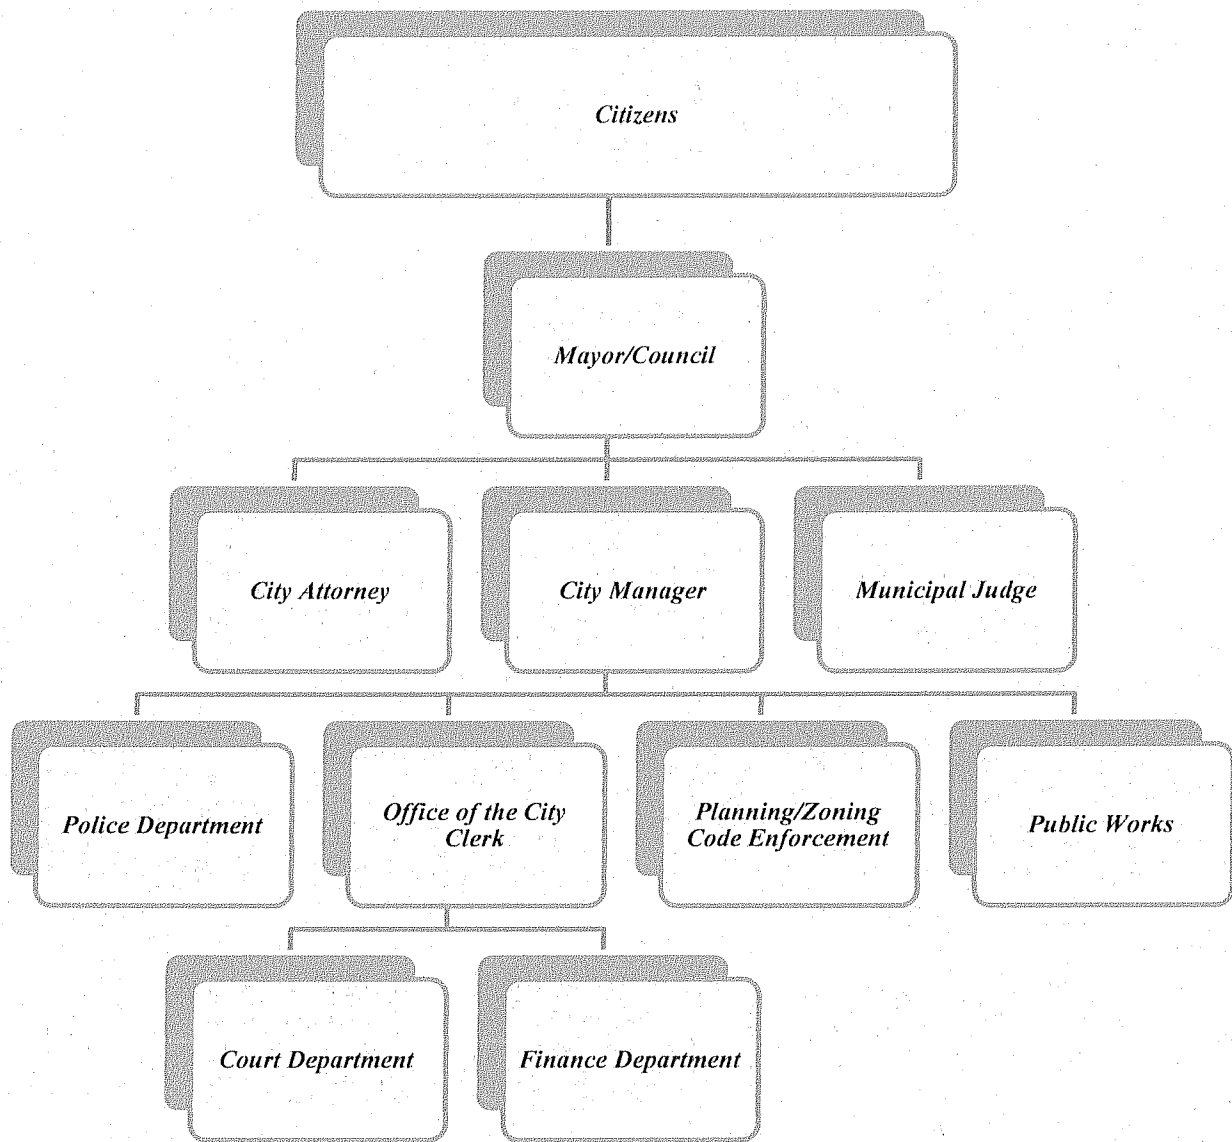 Citizens
Mayor/Council
City Attorney
City Manager
Municipal Judge
Police Department
Office of the City
Clerk
Planning/Zoning
Code Enforcement
Public Works
Court Department
Finance Department